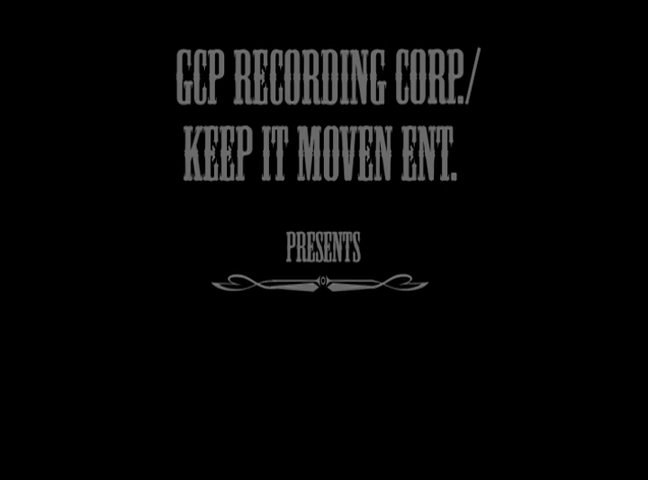 GCP RECORDING CORP./
KEEP IT MOVEN ENT.
PRESENTS